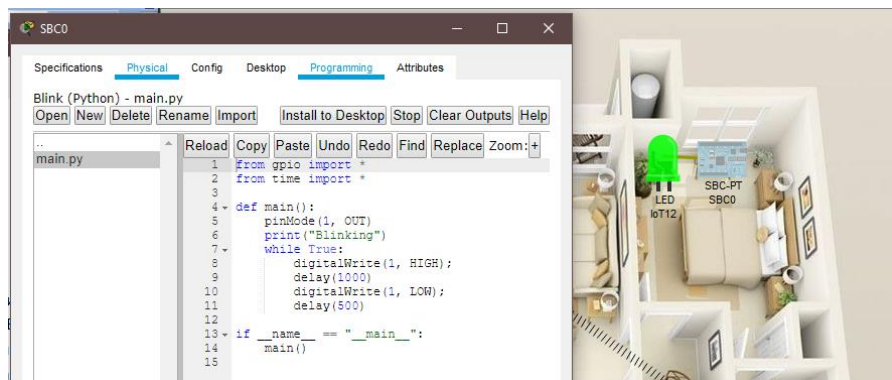 SBC0
Specifications Physical Config Desktop Programming Attributes
Blink (Python) - main.py
Open New Delete Rename Import Install to Desktop Stop Clear Outputs Help
..
main.py
Reload Copy Paste Undo Redo Find Replace Zoom: +
1 from gpio import *
2 from time import *
3
4 def main():
5     pinMode(1, OUT)
6     print("Blinking")
7     while True:
8         digitalWrite(1, HIGH);
9         delay(1000)
10         digitalWrite(1, LOW);
11         delay(500)
12
13 if __name__ == "__main__":
14     main()
15
LED
IoT12
SBC-PT
SBC0